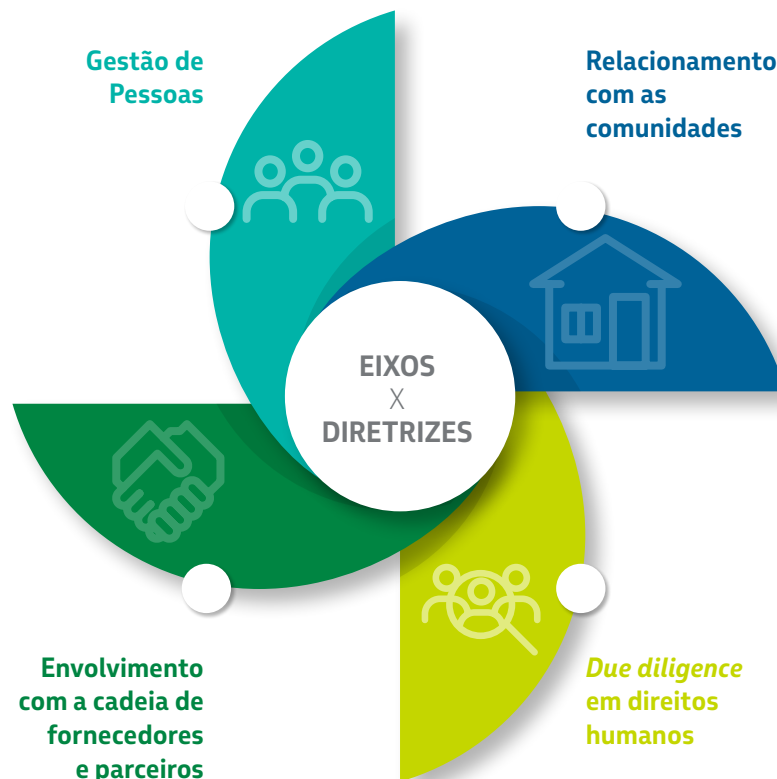 Gestão de
Pessoas
Relacionamento
com as
comunidades
EIXOS
X
DIRETRIZES
Envolvimento
com a cadeia de
fornecedores
e parceiros
Due diligence
em direitos
humanos